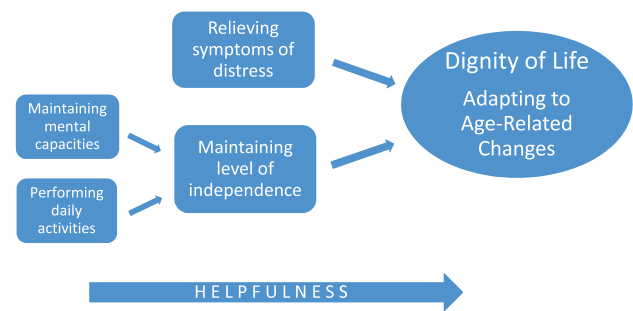 Relieving
symptoms of
distress
Dignity of Life
Adapting to
Age-Related
Changes
Maintaining
mental
capacities
Maintaining
level of
independence
Performing
daily
activities
HELPFULNESS